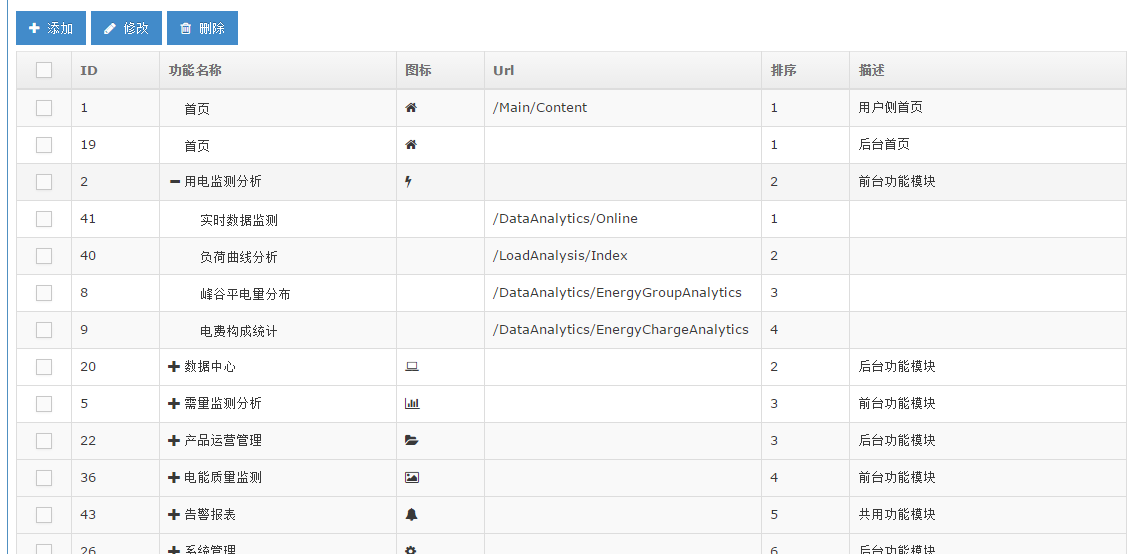 添加 修改 删除
ID 功能名称 图标 Url 排序 描述
1 首页 /Main/Content 1 用户侧首页
19 首页 1 后台首页
2 用电监测分析 2 前台功能模块
41 实时数据监测 /DataAnalytics/Online 1
40 负荷曲线分析 /LoadAnalysis/Index 2
8 峰谷平电量分布 /DataAnalytics/EnergyGroupAnalytics 3
9 电费构成统计 /DataAnalytics/EnergyChargeAnalytics 4
20 数据中心 2 后台功能模块
5 需量监测分析 3 前台功能模块
22 产品运营管理 3 后台功能模块
36 电能质量监测 4 前台功能模块
43 告警报表 5 共用功能模块
26 系统管理 6 后台功能模块